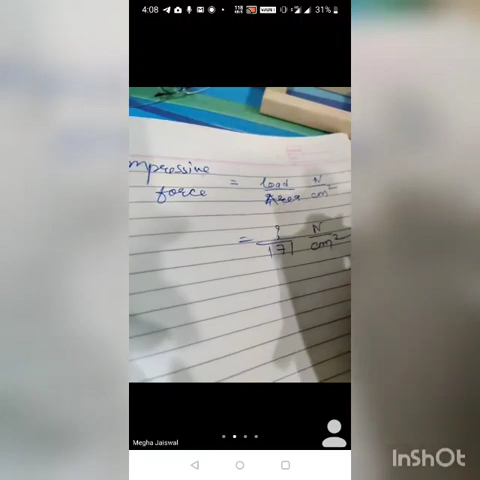 4:08
31%
mpressive
force = load/Area N/cm²
= ?/171 N/cm²
Megha Jaiswal
InShOt